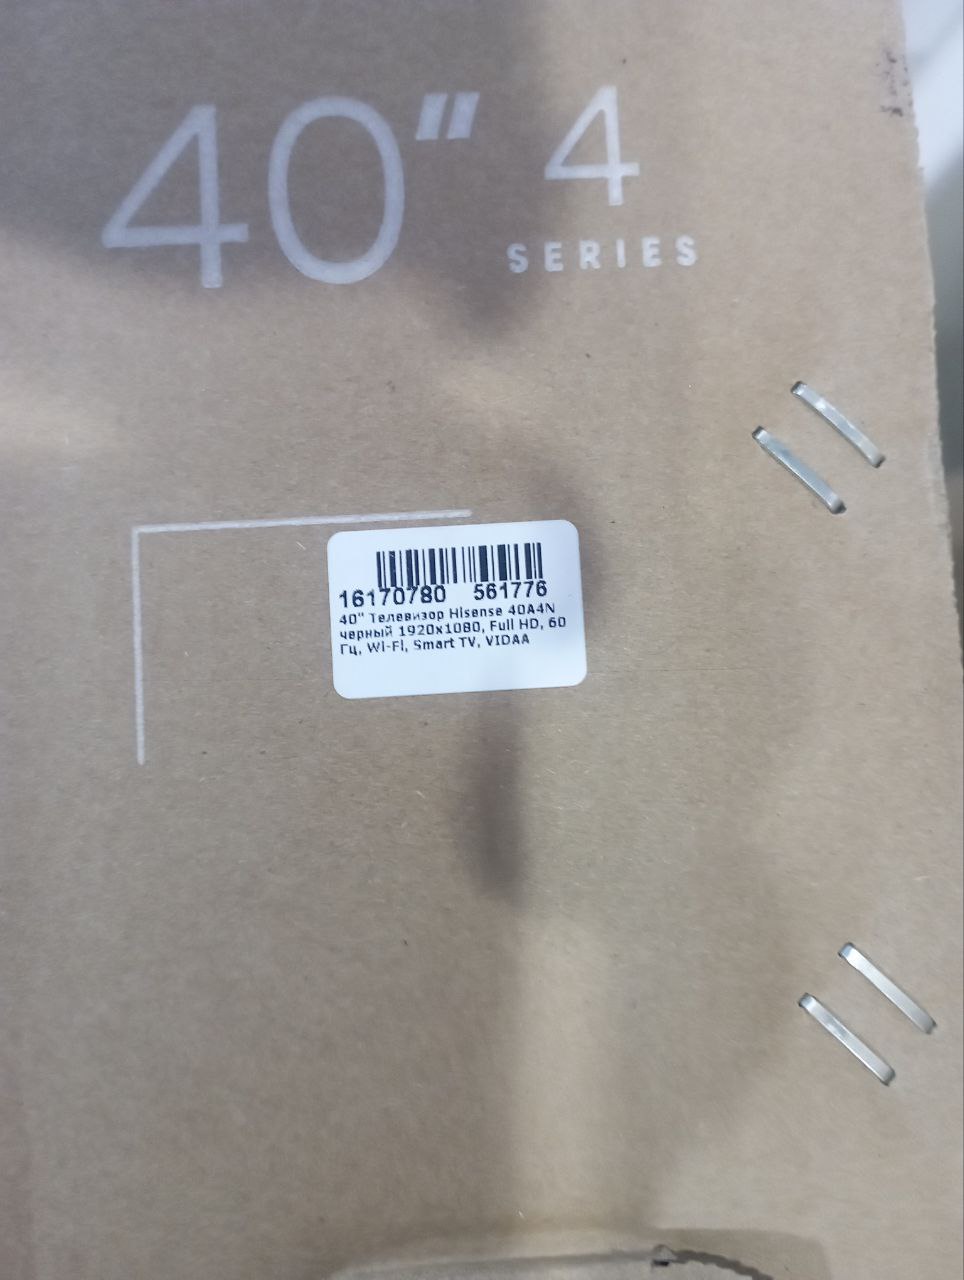 40" 4
SERIES
16170780 561776
40" Телевизор Hisense 40A4N
черный 1920x1080, Full HD, 60
Гц, Wi-Fi, Smart TV, VIDAA